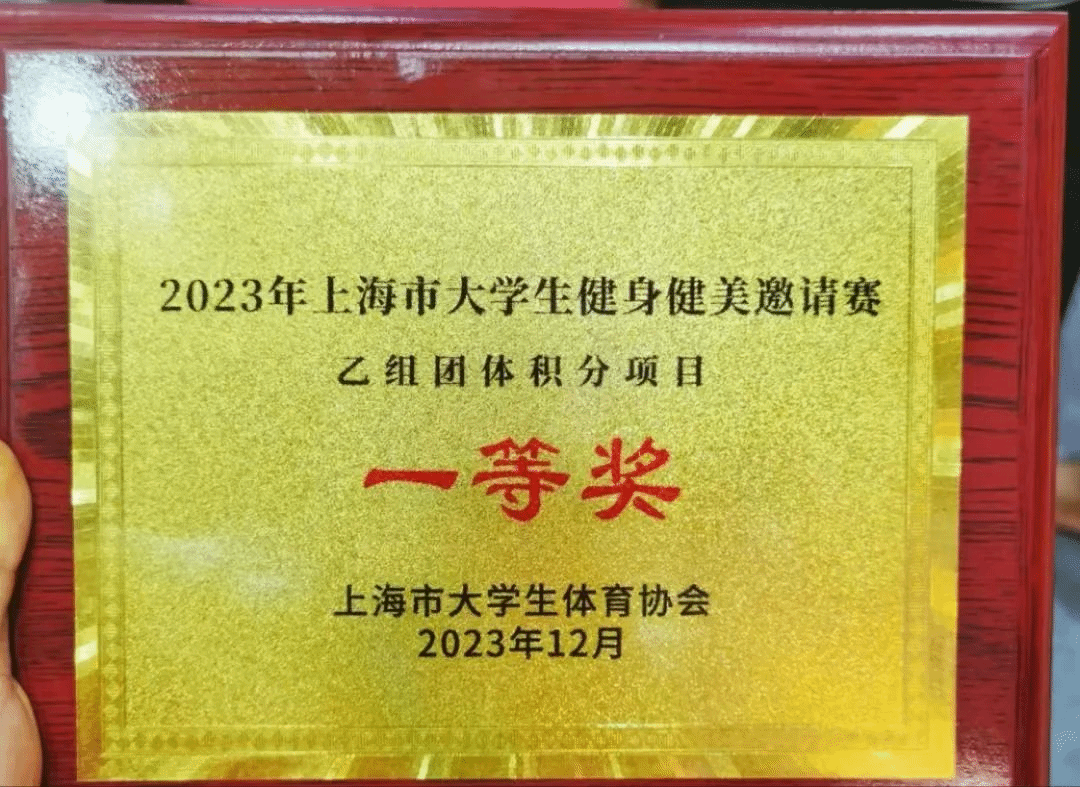 2023年上海市大学生健身健美邀请赛
乙组团体积分项目
一等奖
上海市大学生体育协会
2023年12月